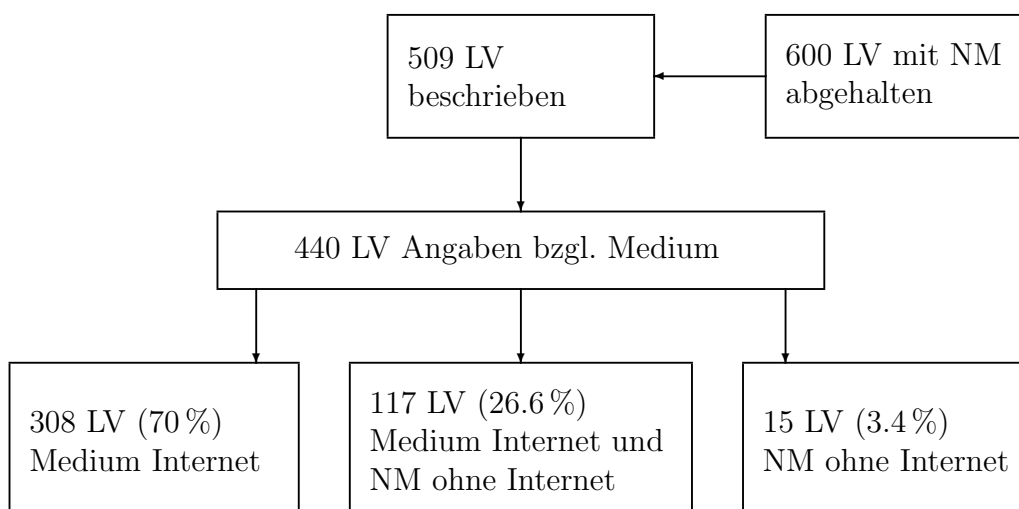 509 LV
beschrieben
600 LV mit NM
abgehalten
440 LV Angaben bzgl. Medium
308 LV (70 %)
Medium Internet
117 LV (26.6 %)
Medium Internet und
NM ohne Internet
15 LV (3.4 %)
NM ohne Internet